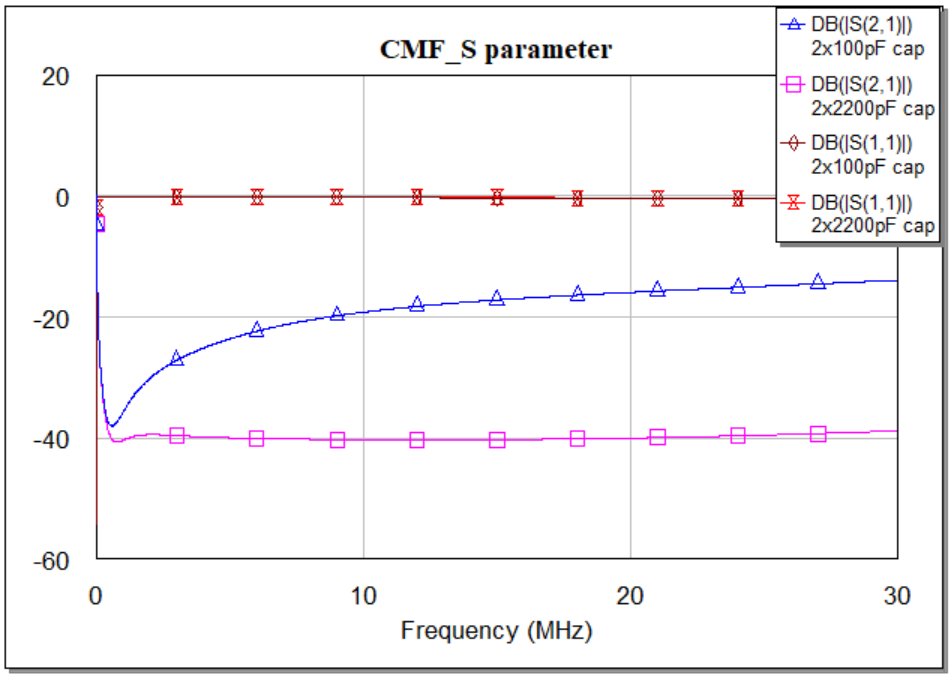 CMF_S parameter
DB(|S(2,1)|)
2x100pF cap
DB(|S(2,1)|)
2x2200pF cap
DB(|S(1,1)|)
2x100pF cap
DB(|S(1,1)|)
2x2200pF cap
20
0
-20
-40
-60
0 10 20 30
Frequency (MHz)